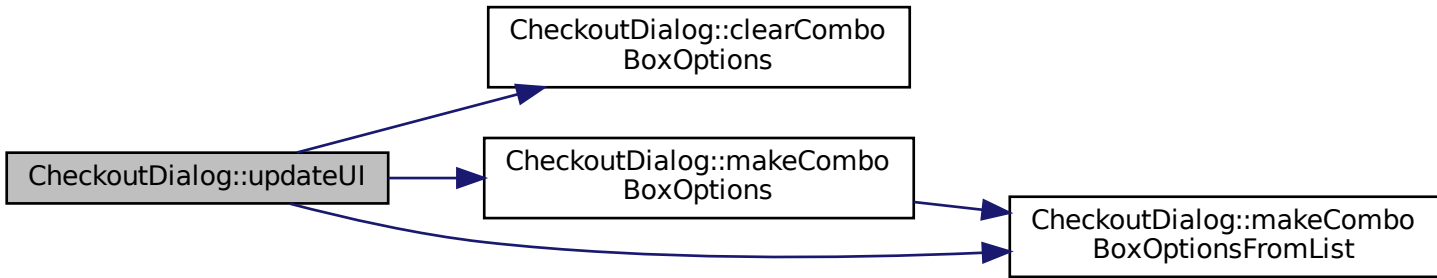 CheckoutDialog::clearCombo
BoxOptions
CheckoutDialog::updateUI
CheckoutDialog::makeCombo
BoxOptions
CheckoutDialog::makeCombo
BoxOptionsFromList